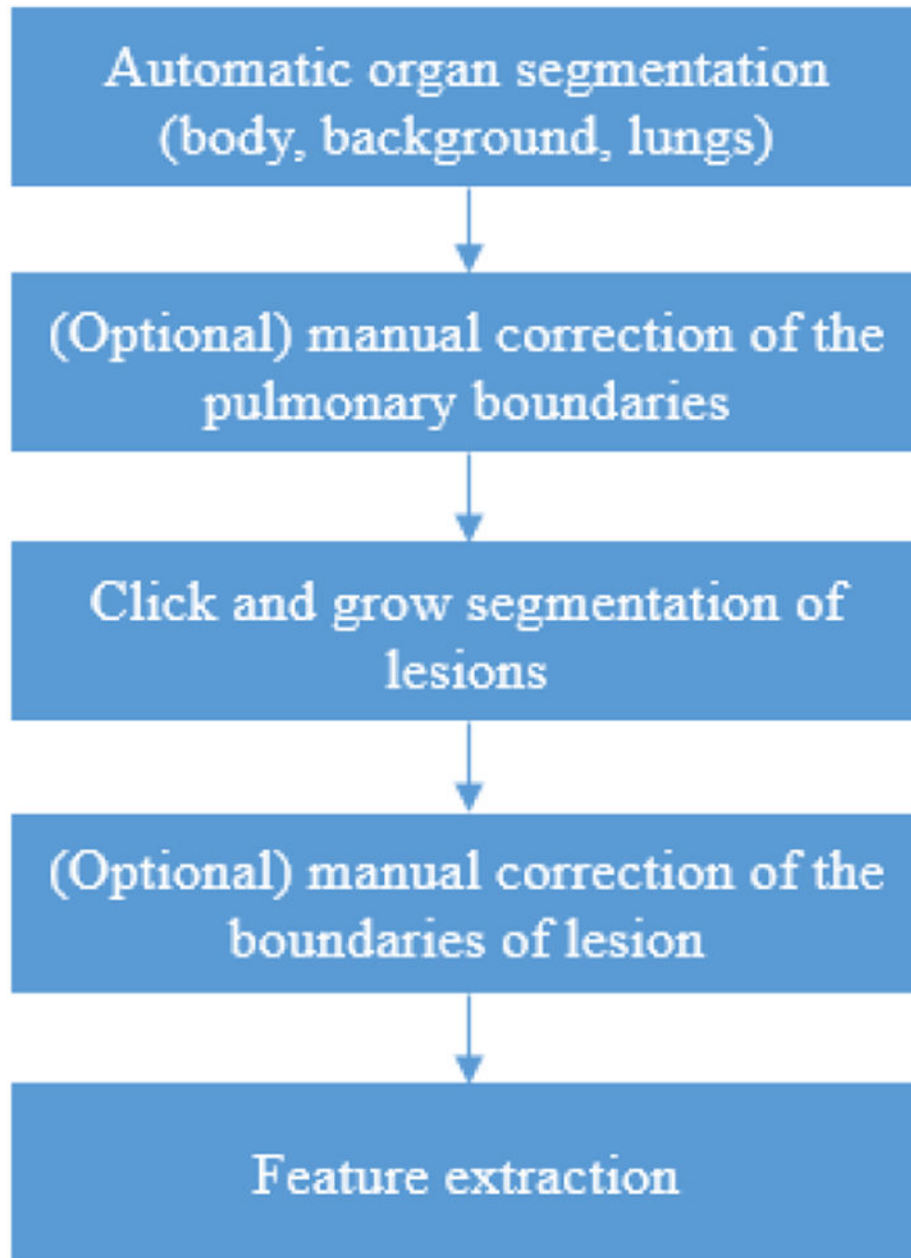 Automatic organ segmentation
(body, background, lungs)
(Optional) manual correction of the
pulmonary boundaries
Click and grow segmentation of
lesions
(Optional) manual correction of the
boundaries of lesion
Feature extraction